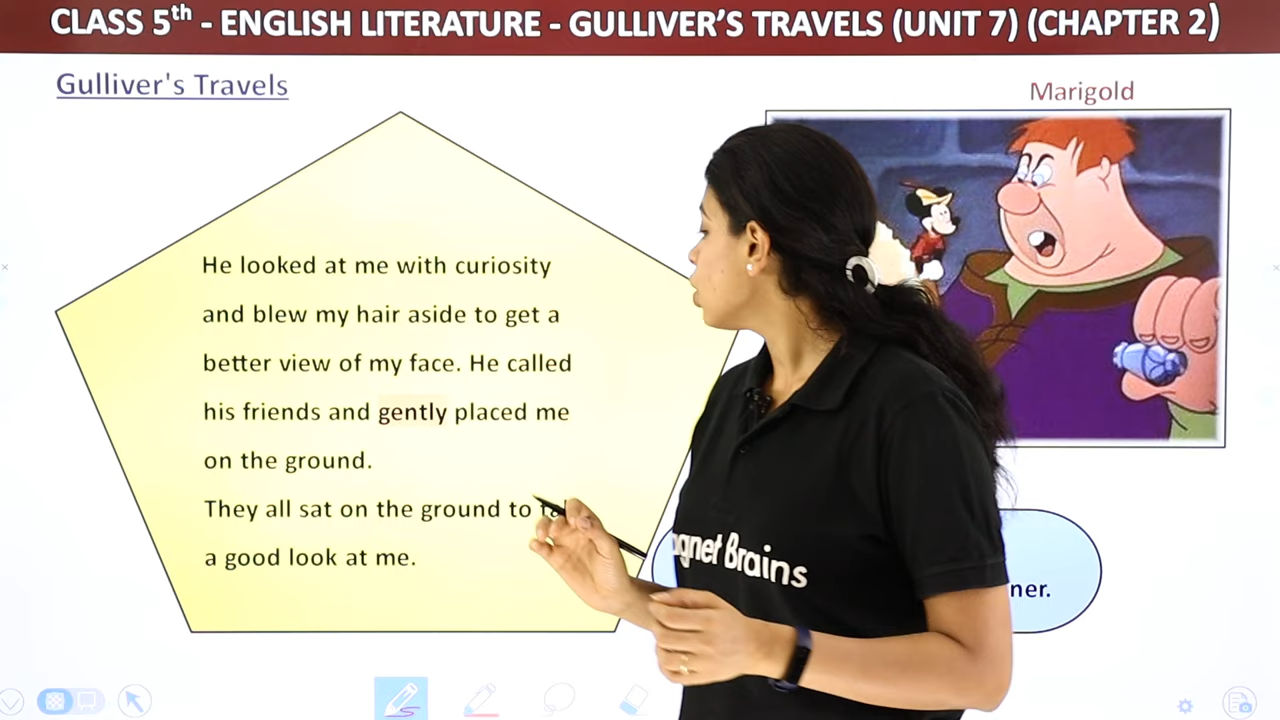 CLASS 5th - ENGLISH LITERATURE - GULLIVER'S TRAVELS (UNIT 7) (CHAPTER 2)
Gulliver's Travels
Marigold
He looked at me with curiosity
and blew my hair aside to get a
better view of my face. He called
his friends and gently placed me
on the ground.
They all sat on the ground to
a good look at me.
Brains